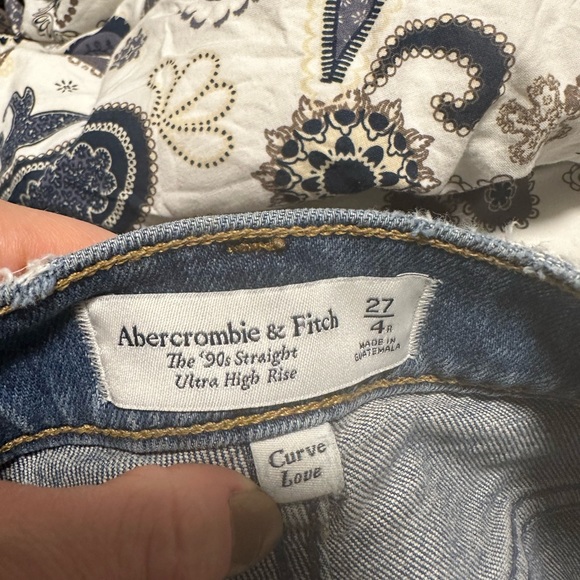 Abercrombie & Fitch
The '90s Straight
Ultra High Rise
27
4R
MADE IN
GUATEMALA
Curve
Love